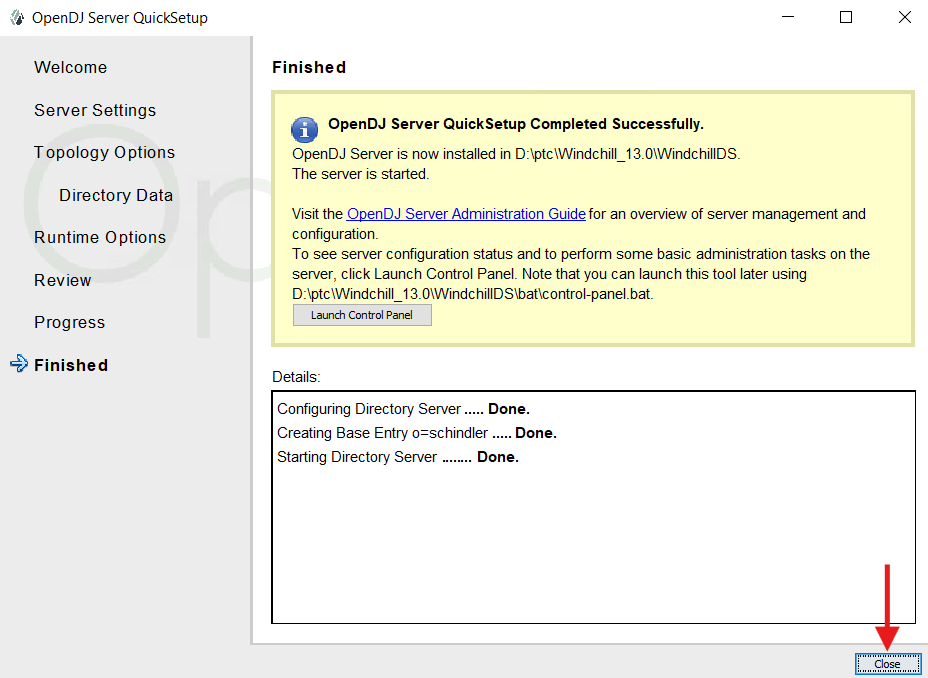 OpenDJ Server QuickSetup
Welcome
Server Settings
Topology Options
Directory Data
Runtime Options
Review
Progress
Finished
Finished
OpenDJ Server QuickSetup Completed Successfully.
OpenDJ Server is now installed in D:\ptc\Windchill_13.0\WindchillDS.
The server is started.
Visit the OpenDJ Server Administration Guide for an overview of server management and
configuration.
To see server configuration status and to perform some basic administration tasks on the
server, click Launch Control Panel. Note that you can launch this tool later using
D:\ptc\Windchill_13.0\WindchillDS\bat\control-panel.bat.
Launch Control Panel
Details:
Configuring Directory Server ..... Done.
Creating Base Entry o=schindler ..... Done.
Starting Directory Server ........ Done.
Close